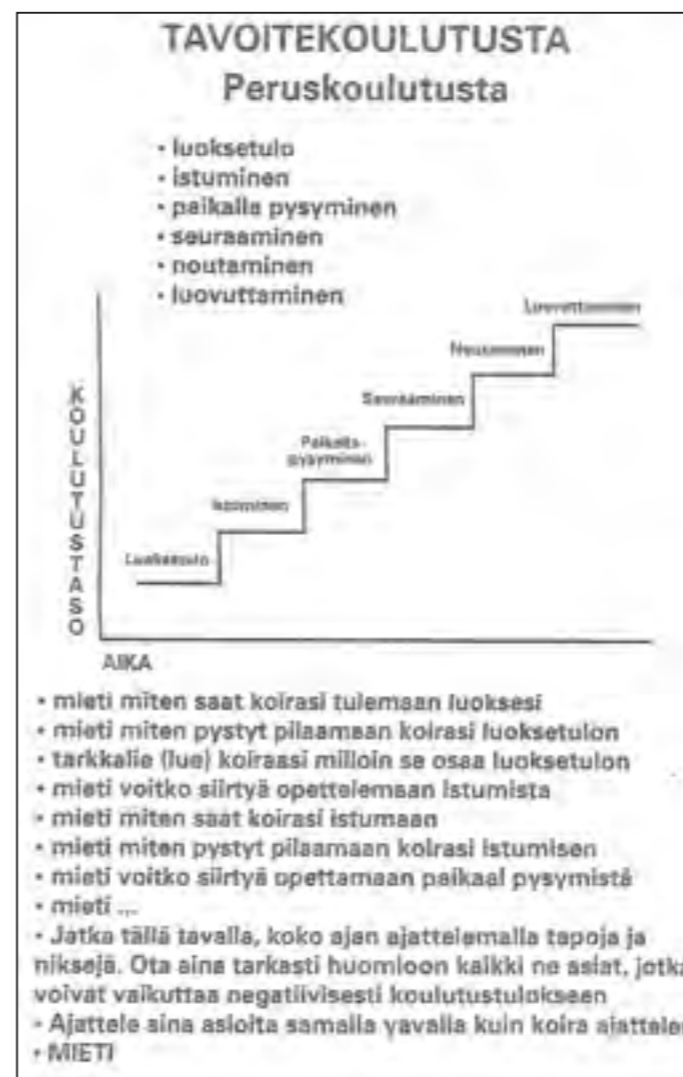 TAVOITEKOULUTUSTA
Peruskoulutusta
• luoksetulo
• istuminen
• paikalla pysyminen
• seuraaminen
• noutaminen
• luovuttaminen
Luovuttaminen
Noutaminen
Seuraaminen
Paikalla-
pysyminen
Istuminen
Luoksetulo
KOULUTUSTASO
AIKA
• mieti miten saat koirasi tulemaan luoksesi
• mieti miten pystyt pilaamaan koirasi luoksetulon
• tarkkalie (lue) koiraasi milloin se osaa luoksetulon
• mieti voitko siirtyä opettelemaan istumista
• mieti miten saat koirasi istumaan
• mieti miten pystyt pilaamaan koirasi istumisen
• mieti voitko siirtyä opettamaan paikaal pysymistä
• mieti ...
• Jatka tällä tavalla, koko ajan ajattelemalla tapoja ja
niksejä. Ota aina tarkasti huomioon kaikki ne asiat, jotka
voivat vaikuttaa negatiivisesti koulutustulokseen
• Ajattele aina asioita samalla yavalla kuin koira ajattelee
• MIETI